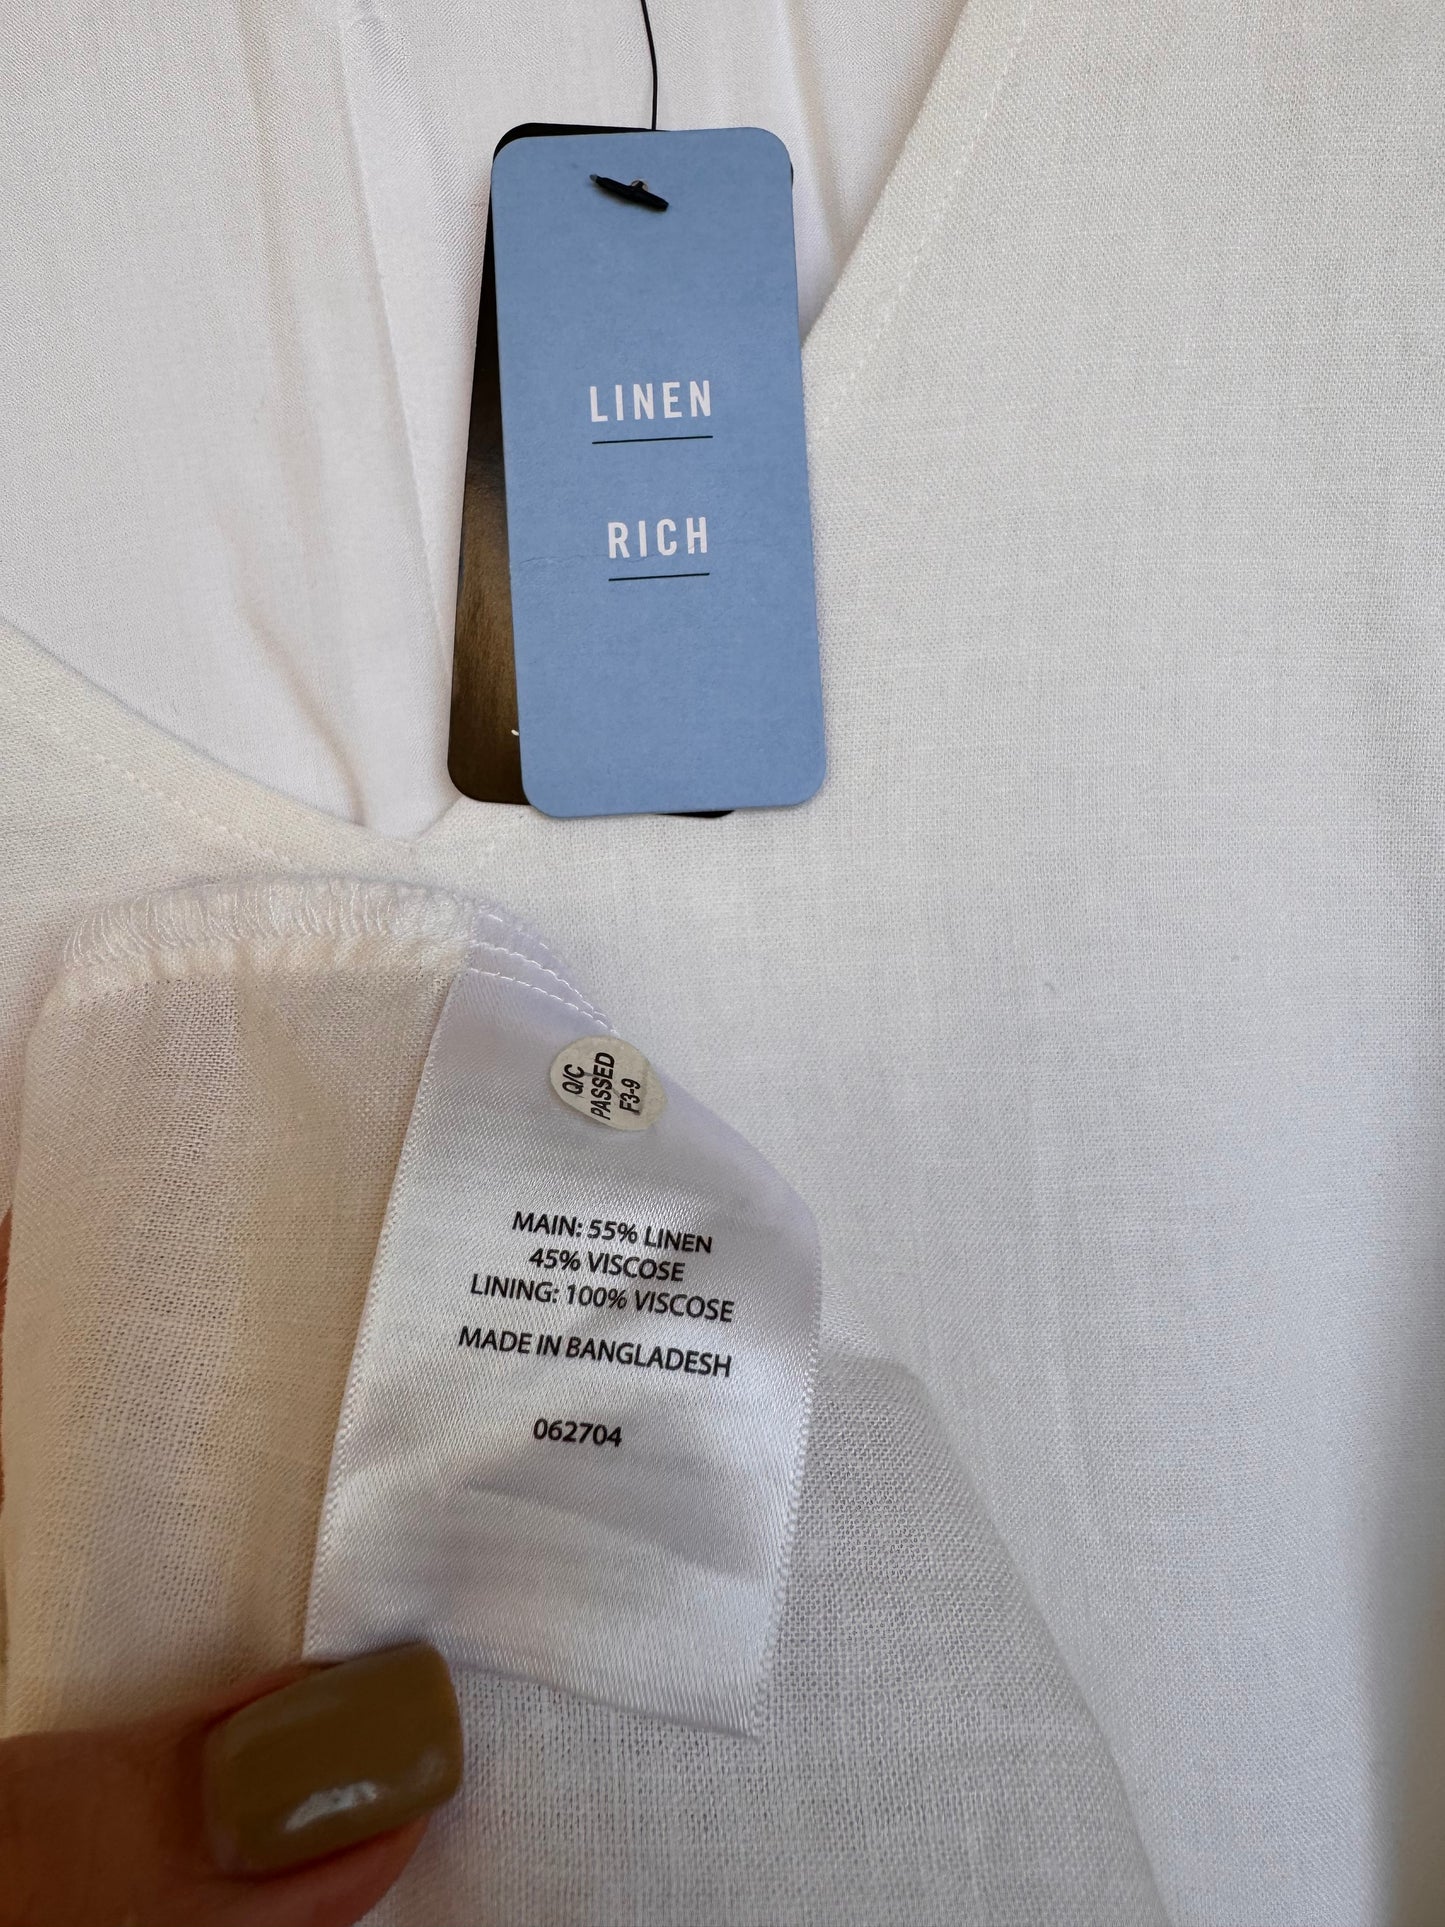 LINEN
RICH
Q/C
PASSED
F3-9
MAIN: 55% LINEN
45% VISCOSE
LINING: 100% VISCOSE
MADE IN BANGLADESH
062704